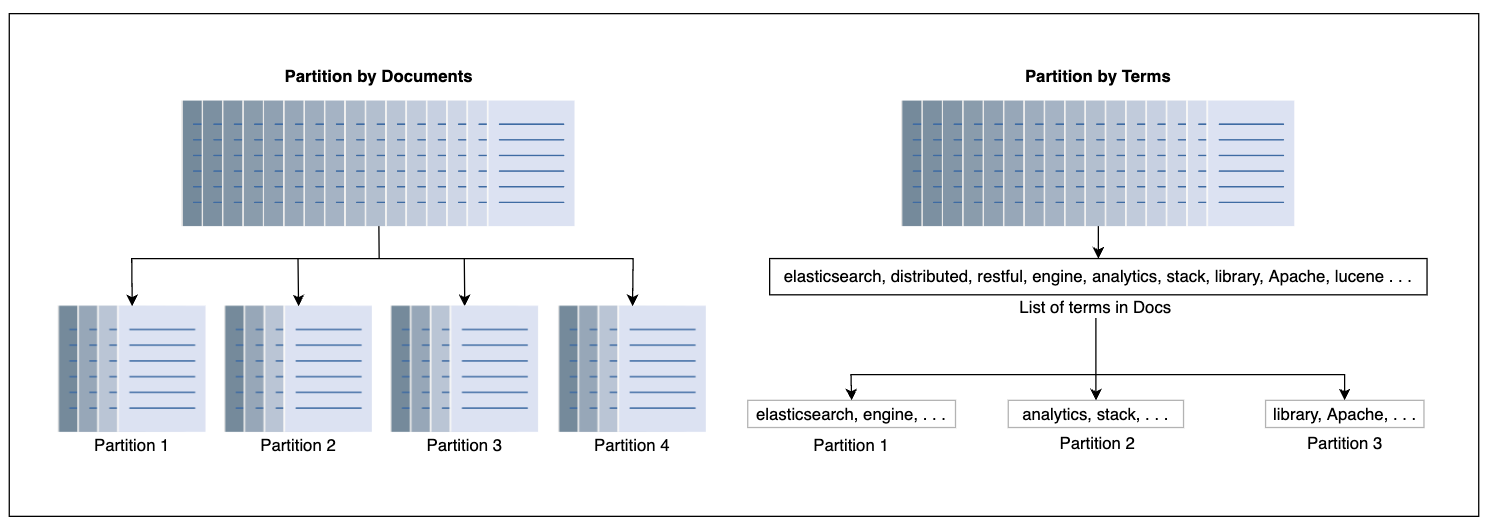 Partition by Documents
Partition 1
Partition 2
Partition 3
Partition 4
Partition by Terms
elasticsearch, distributed, restful, engine, analytics, stack, library, Apache, lucene . . .
List of terms in Docs
elasticsearch, engine, . . .
Partition 1
analytics, stack, . . .
Partition 2
library, Apache, . . .
Partition 3